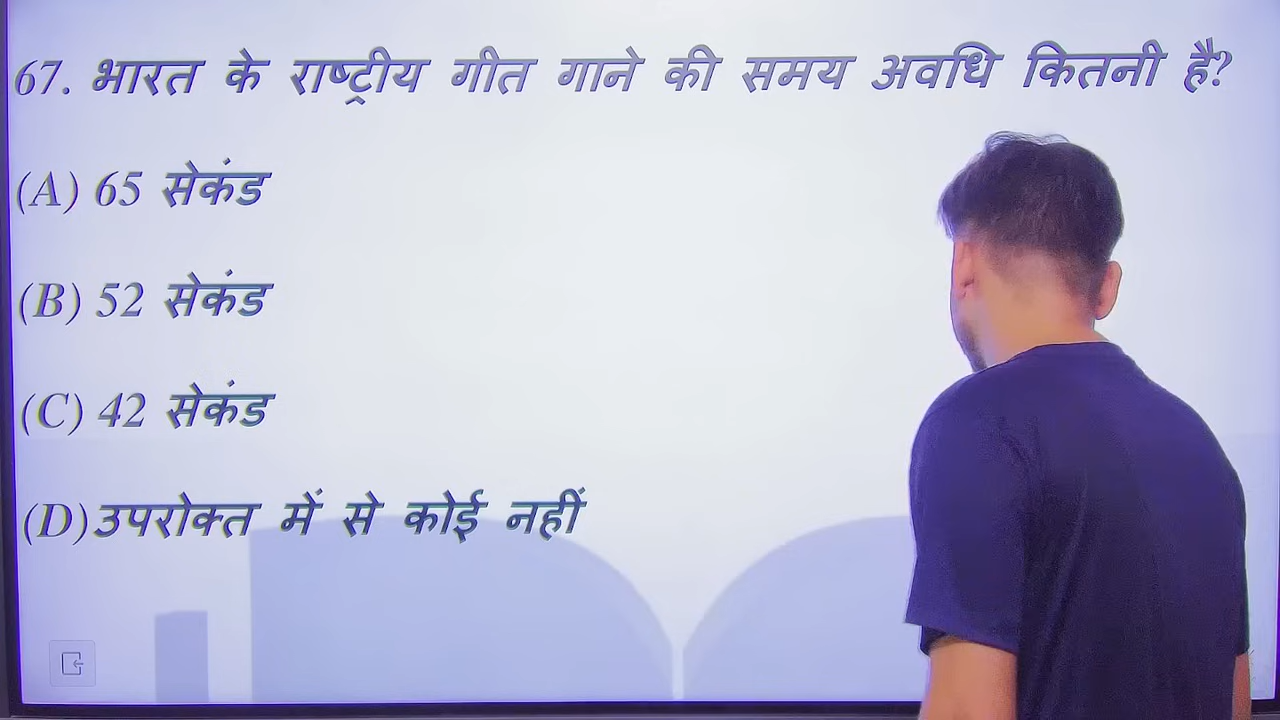 67. भारत के राष्ट्रीय गीत गाने की समय अवधि कितनी है?
(A) 65 सेकंड
(B) 52 सेकंड
(C) 42 सेकंड
(D)उपरोक्त में से कोई नहीं